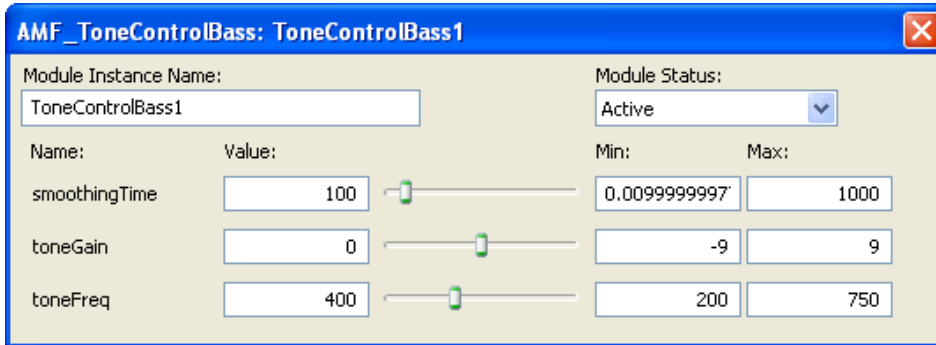 AMF_ToneControlBass: ToneControlBass1
Module Instance Name: Module Status:
ToneControlBass1 Active
Name: Value: Min: Max:
smoothingTime 100 0.0099999997 1000
toneGain 0 -9 9
toneFreq 400 200 750